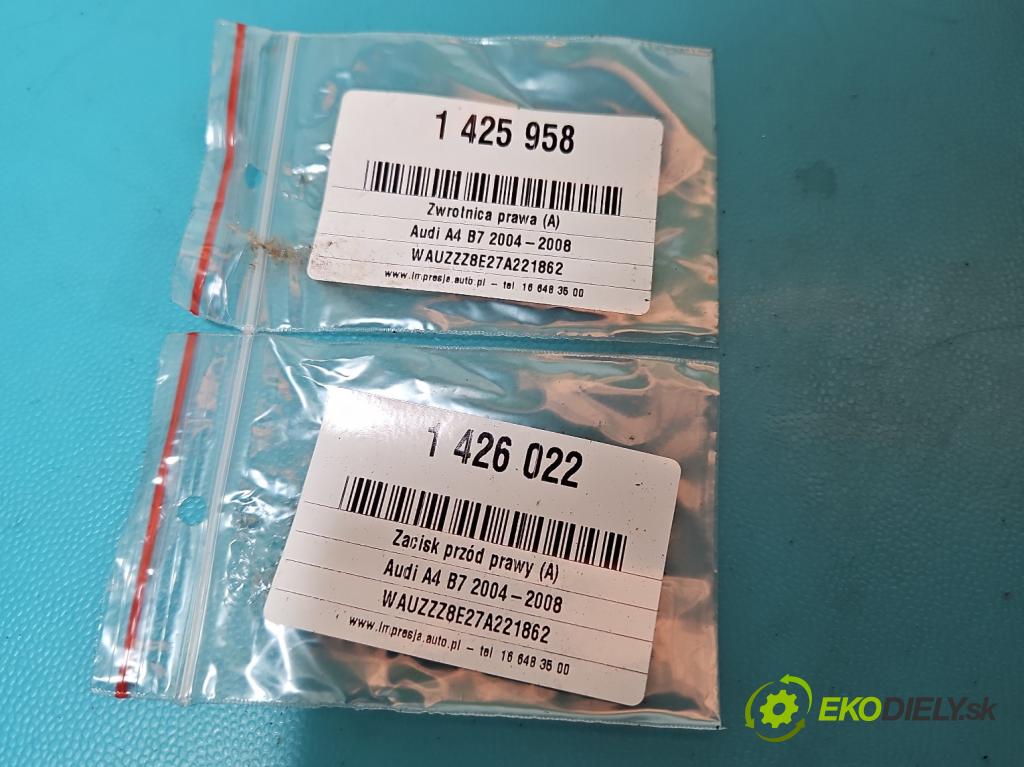 1 425 958
Zwrotnica prawa (A)
Audi A4 B7 2004-2008
WAUZZZ8E27A221862
www.impresja.auto.pl - tel 16 648 35 00
1 426 022
Zacisk przód prawy (A)
Audi A4 B7 2004-2008
WAUZZZ8E27A221862
www.impresja.auto.pl - tel 16 648 35 00
EKODIELY.sk